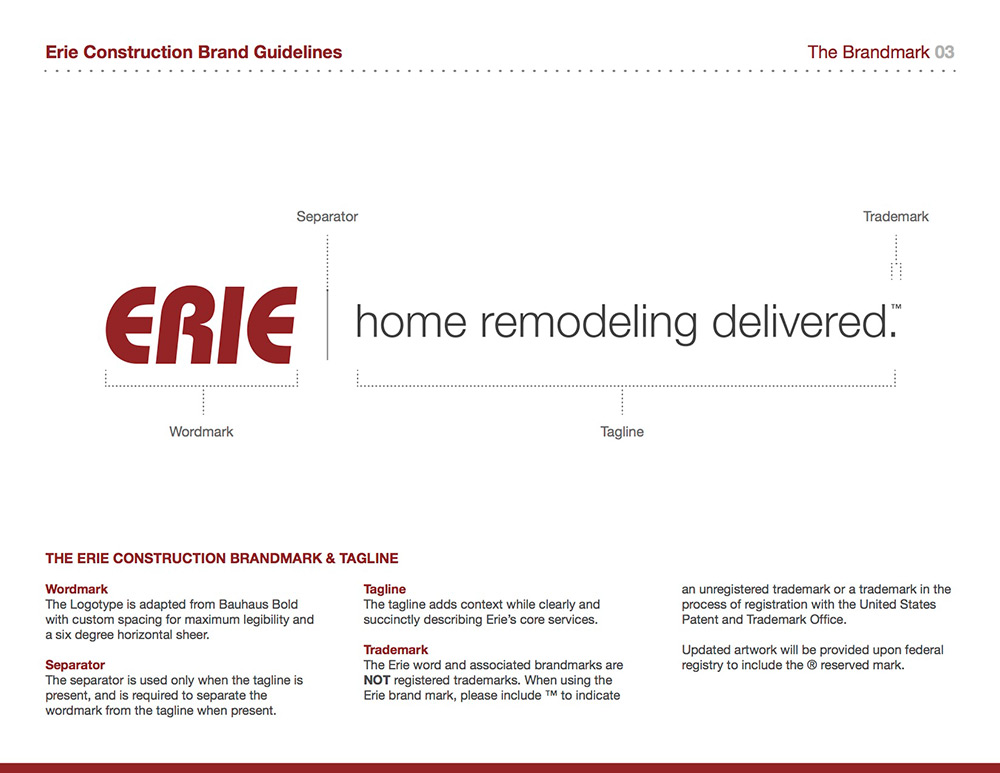 Erie Construction Brand Guidelines
The Brandmark 03
Separator
Trademark
ERIE
home remodeling delivered.™
Wordmark
Tagline
THE ERIE CONSTRUCTION BRANDMARK & TAGLINE
Wordmark
The Logotype is adapted from Bauhaus Bold
with custom spacing for maximum legibility and
a six degree horizontal sheer.
Separator
The separator is used only when the tagline is
present, and is required to separate the
wordmark from the tagline when present.
Tagline
The tagline adds context while clearly and
succinctly describing Erie's core services.
Trademark
The Erie word and associated brandmarks are
NOT registered trademarks. When using the
Erie brand mark, please include ™ to indicate
an unregistered trademark or a trademark in the
process of registration with the United States
Patent and Trademark Office.
Updated artwork will be provided upon federal
registry to include the ® reserved mark.